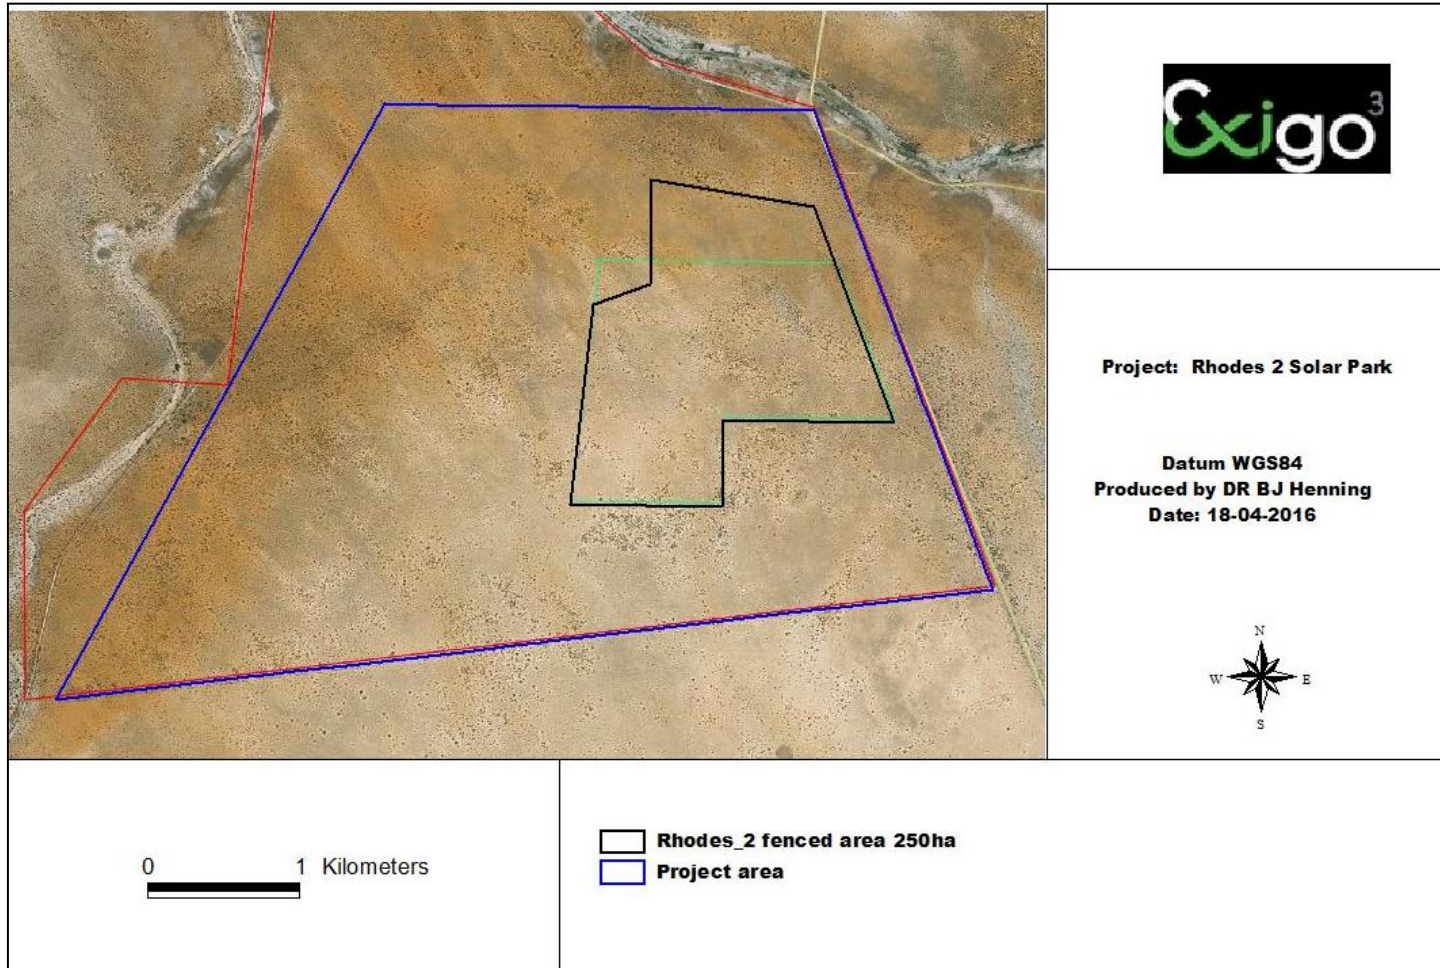 Exigo3
Project: Rhodes 2 Solar Park
Datum WGS84
Produced by DR BJ Henning
Date: 18-04-2016
N
W E
S
0 1 Kilometers
Rhodes_2 fenced area 250ha
Project area